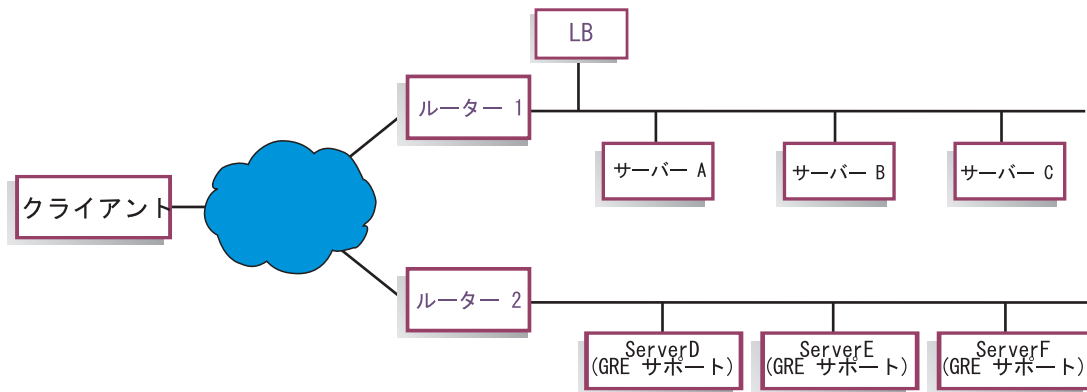 LB
ルーター 1
サーバー A
サーバー B
サーバー C
クライアント
ルーター 2
ServerD
(GRE サポート)
ServerE
(GRE サポート)
ServerF
(GRE サポート)